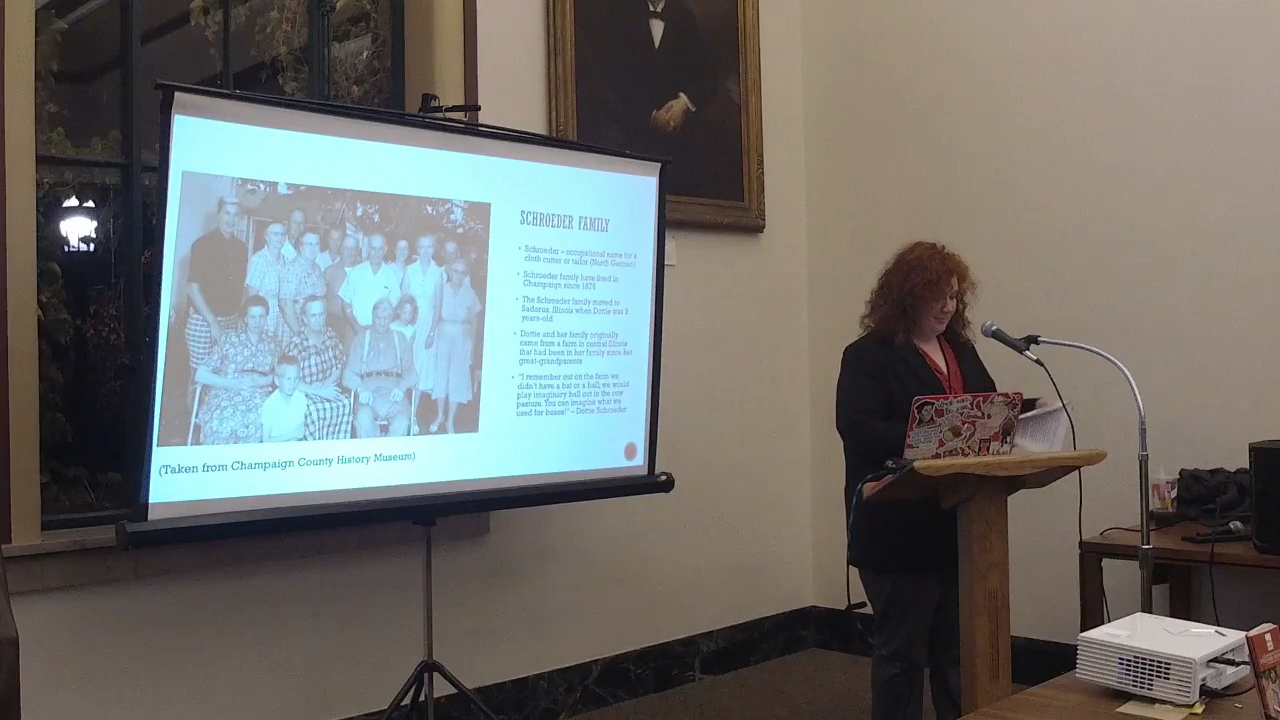 SCHROEDER FAMILY
• Schroeder – occupational name for a
cloth cutter or tailor (North German)
• Schroeder family have lived in
Champaign since 1876
• The Schroeder family moved to
Sadorus, Illinois when Dottie was 9
years-old
• Dottie and her family originally
came from a farm in central Illinois
that had been in her family since her
great-grandparents
• "I remember out on the farm we
didn't have a bat or a ball; we would
play imaginary ball out in the cow
pasture. You can imagine what we
used for bases!" – Dottie Schroeder
(Taken from Champaign County History Museum)